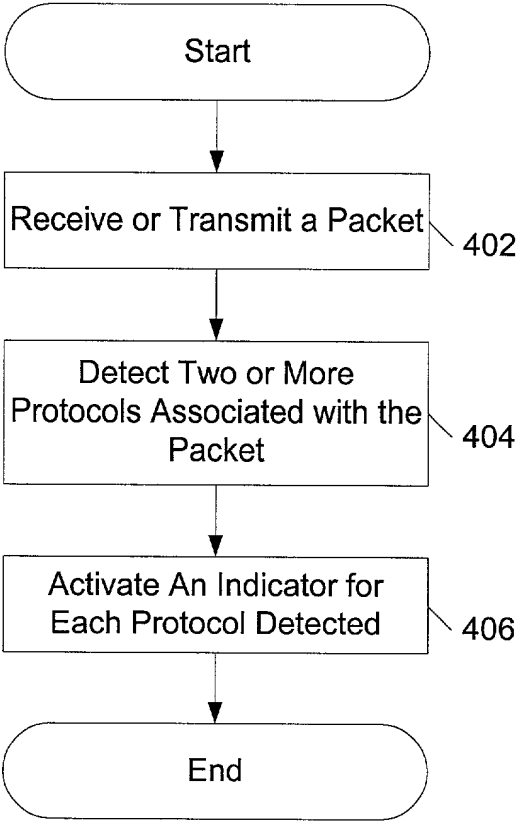 Start
Receive or Transmit a Packet
402
Detect Two or More
Protocols Associated with the
Packet
404
Activate An Indicator for
Each Protocol Detected
406
End